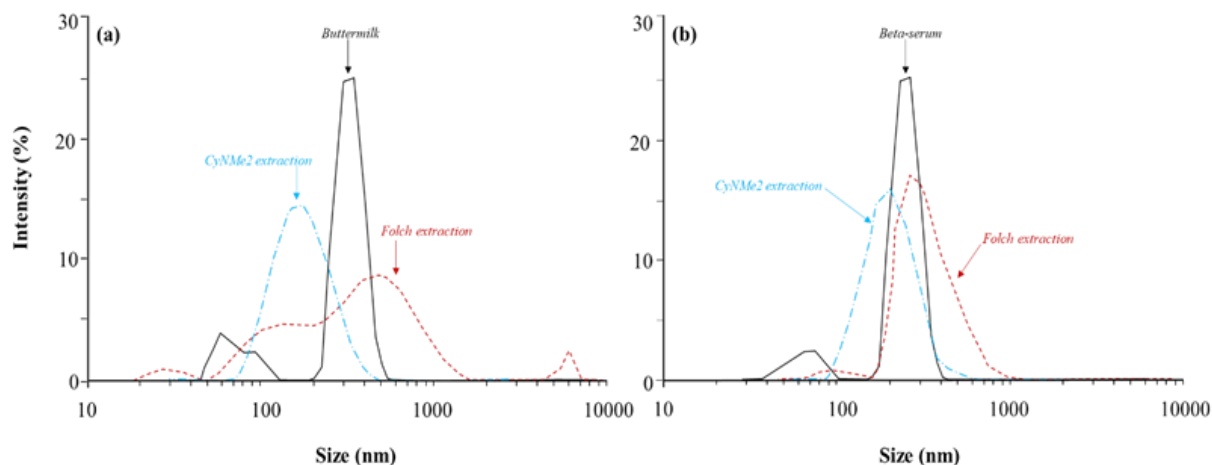 30
(a)
Buttermilk
20
CyNMe2 extraction
Folch extraction
10
0
10
100
1000
10000
Intensity (%)
Size (nm)
30
(b)
Beta-serum
20
CyNMe2 extraction
Folch extraction
10
0
10
100
1000
10000
Size (nm)